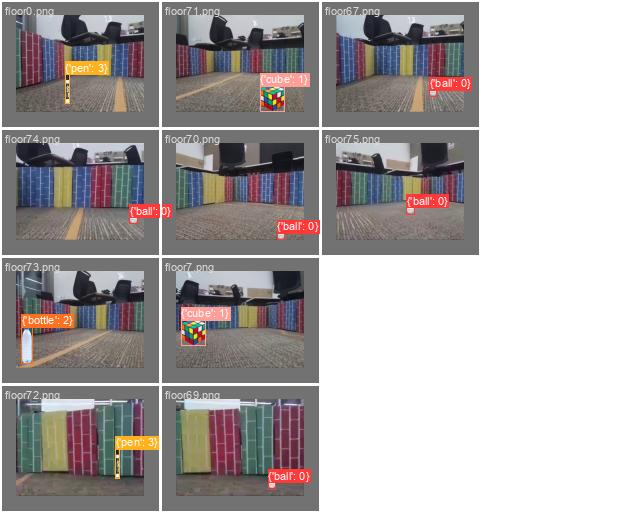 floor0.png
{'pen': 3}
floor71.png
{'cube': 1}
floor67.png
{'ball': 0}
floor74.png
{'ball': 0}
floor70.png
{'ball': 0}
floor75.png
{'ball': 0}
floor73.png
{'bottle': 2}
floor7.png
{'cube': 1}
floor72.png
{'pen': 3}
floor69.png
{'ball': 0}